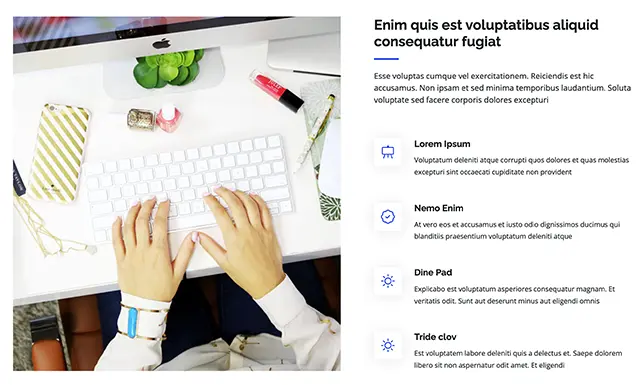 Enim quis est voluptatibus aliquid
consequatur fugiat
Esse voluptas cumque vel exercitationem. Reiciendis est hic
accusamus. Non ipsam et sed minima temporibus laudantium. Soluta
voluptate sed facere corporis dolores excepturi
Lorem Ipsum
Voluptatum deleniti atque corrupti quos dolores et quas molestias
excepturi sint occaecati cupiditate non provident
Nemo Enim
At vero eos et accusamus et iusto odio dignissimos ducimus qui
blanditiis praesentium voluptatum deleniti atque
Dine Pad
Explicabo est voluptatum asperiores consequatur magnam. Et
veritatis odit. Sunt aut deserunt minus aut eligendi omnis
Tride clov
Est voluptatem labore deleniti quis a delectus et. Saepe dolorem
libero sit non aspernatur odit amet. Et eligendi